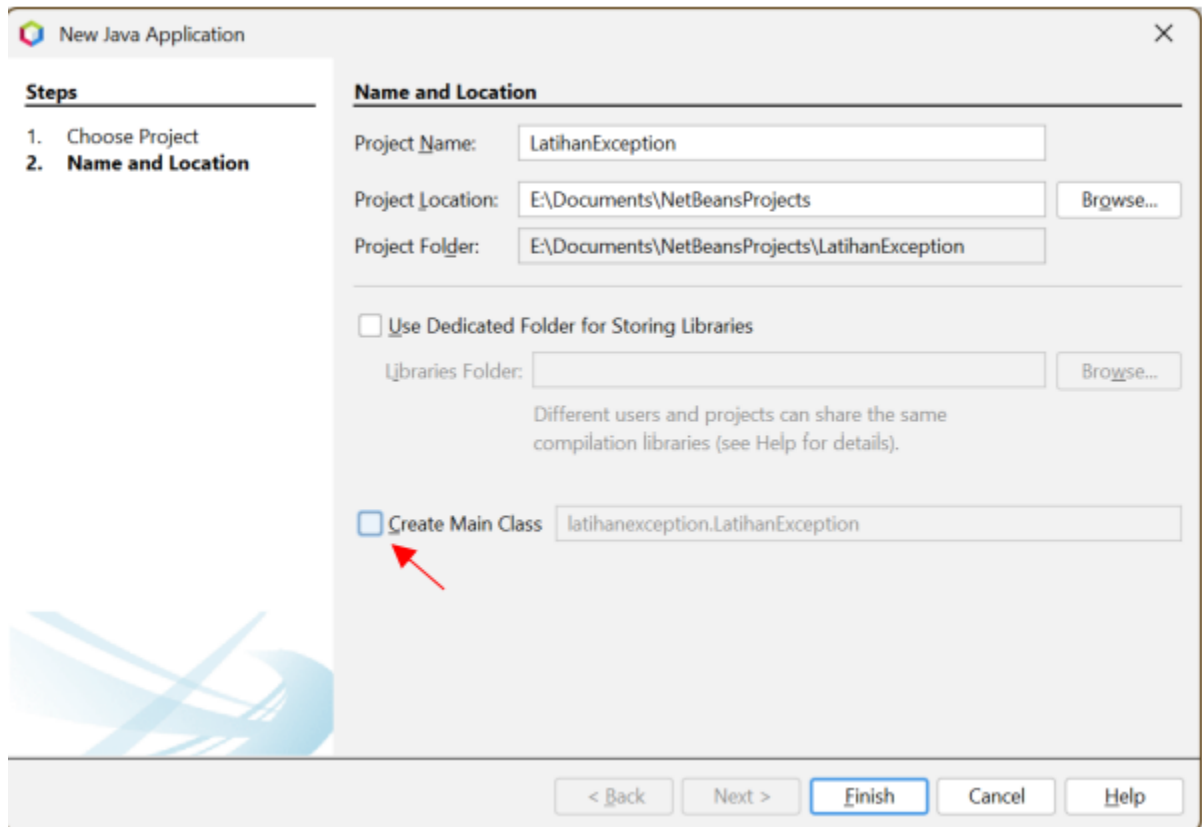 New Java Application
Steps
1. Choose Project
2. Name and Location
Name and Location
Project Name: LatihanException
Project Location: E:\Documents\NetBeansProjects Browse...
Project Folder: E:\Documents\NetBeansProjects\LatihanException
Use Dedicated Folder for Storing Libraries
Libraries Folder: Browse...
Different users and projects can share the same
compilation libraries (see Help for details).
Create Main Class latihanexception.LatihanException
< Back Next > Finish Cancel Help